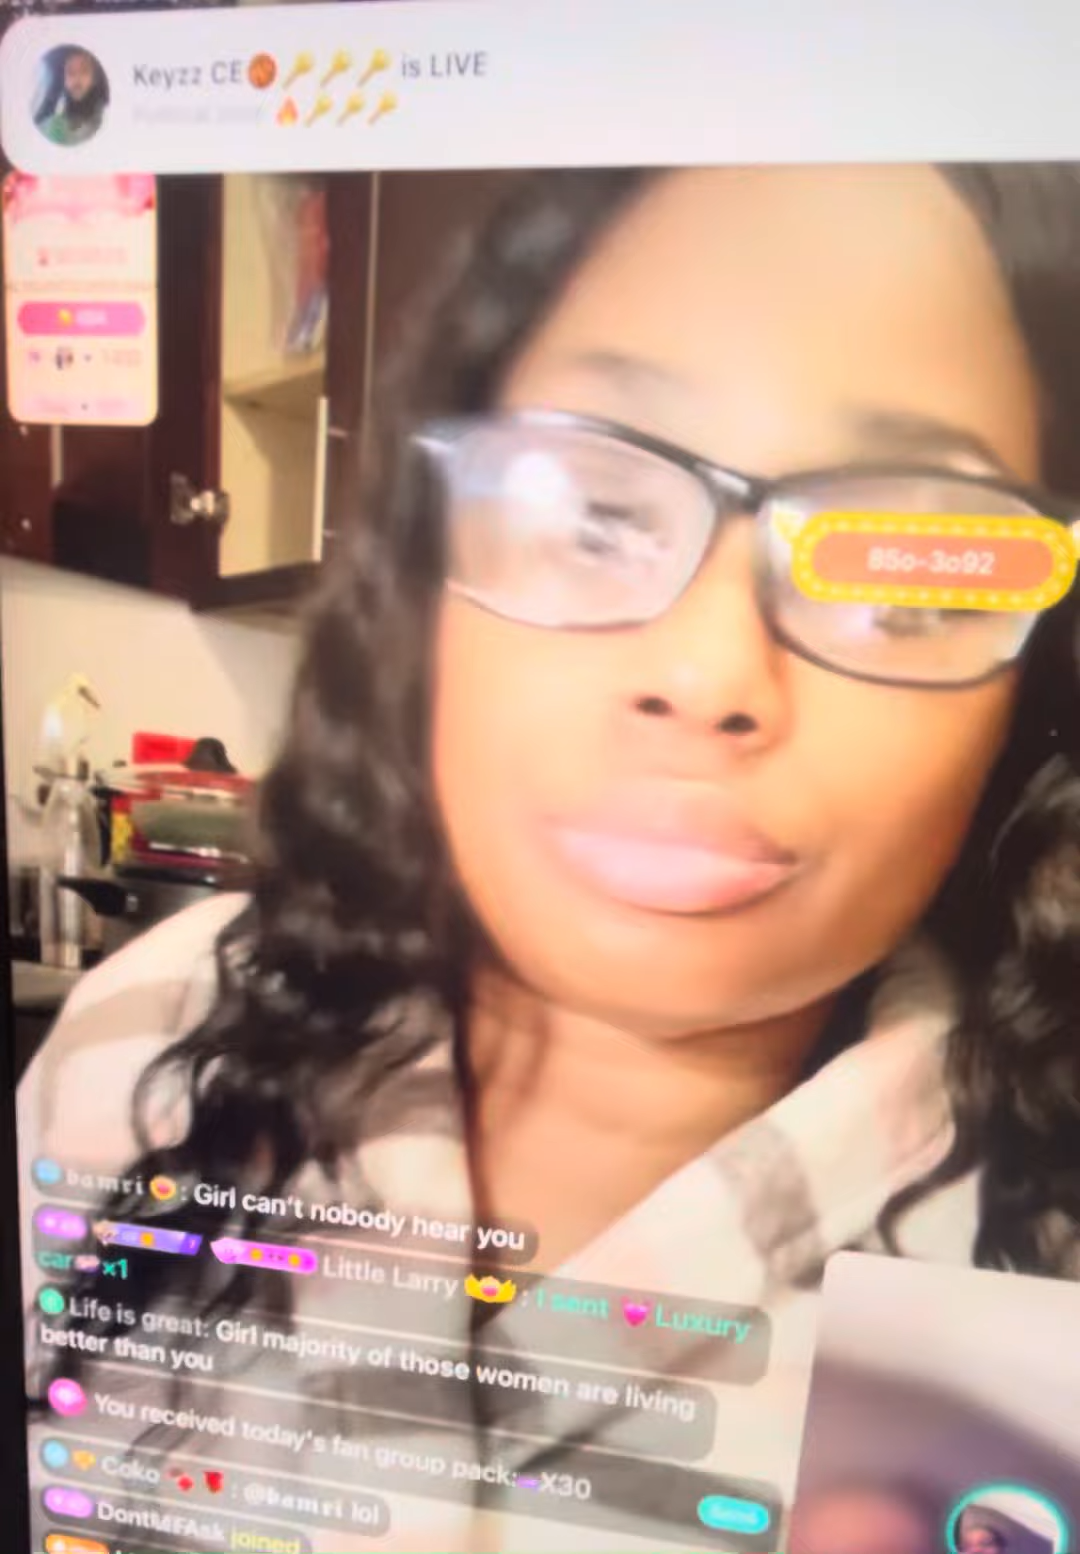 Keyzz CE🏀🔑🔑🔑 is LIVE
🔥🔑🔑🔑
85o-3o92
bamri: Girl can't nobody hear you
Little Larry : I sent 💗 Luxury
car x1
Life is great: Girl majority of those women are living
better than you
You received today's fan group pack: X30
Send
Coko 🌹: @bamri lol
DontMFAsk joined